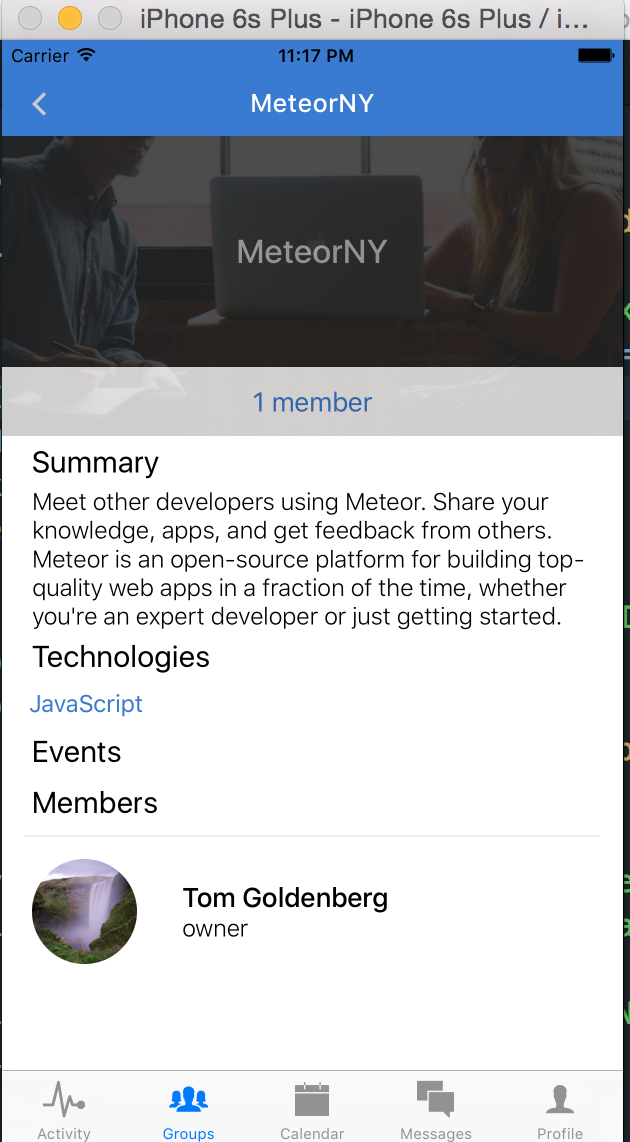 iPhone 6s Plus - iPhone 6s Plus / i...
Carrier 11:17 PM
MeteorNY
MeteorNY
1 member
Summary
Meet other developers using Meteor. Share your
knowledge, apps, and get feedback from others.
Meteor is an open-source platform for building top-
quality web apps in a fraction of the time, whether
you're an expert developer or just getting started.
Technologies
JavaScript
Events
Members
Tom Goldenberg
owner
Activity Groups Calendar Messages Profile